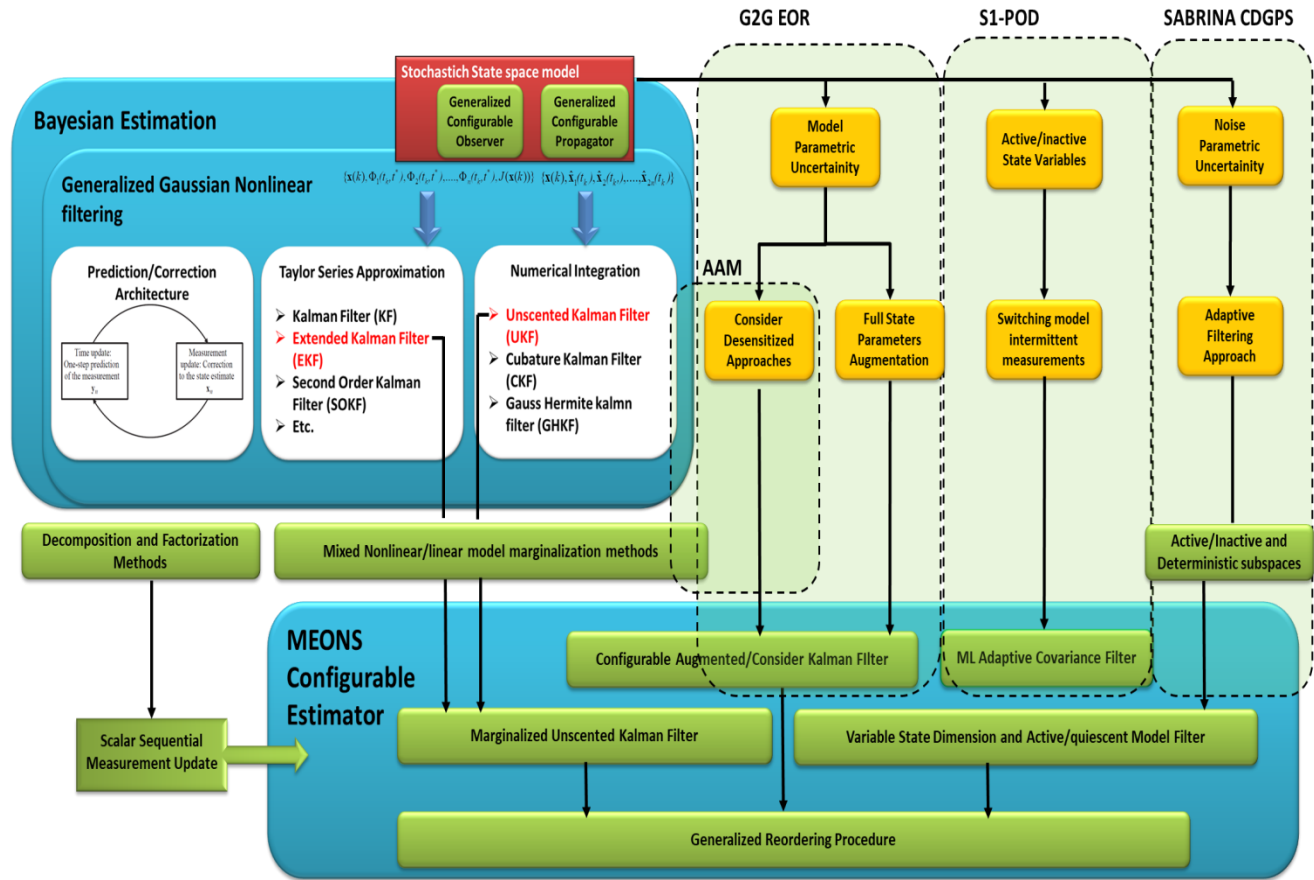 G2G EOR
S1-POD
SABRINA CDGPS
Stochastich State space model
Generalized
Configurable
Observer
Generalized
Configurable
Propagator
Bayesian Estimation
Generalized Gaussian Nonlinear
filtering
Prediction/Correction
Architecture
Time update:
One-step prediction
of the measurement
Measurement
update: Correction
to the state estimate
Taylor Series Approximation
➢ Kalman Filter (KF)
➢ Extended Kalman Filter
(EKF)
➢ Second Order Kalman
Filter (SOKF)
➢ Etc.
Numerical Integration
➢ Unscented Kalman Filter
(UKF)
➢ Cubature Kalman Filter
(CKF)
➢ Gauss Hermite kalmn
filter (GHKF)
Model
Parametric
Uncertainity
Active/inactive
State Variables
Noise
Parametric
Uncertainity
AAM
Consider
Desensitized
Approaches
Full State
Parameters
Augmentation
Switching model
intermittent
measurements
Adaptive
Filtering
Approach
Decomposition and Factorization
Methods
Mixed Nonlinear/linear model marginalization methods
Active/Inactive and
Deterministic subspaces
MEONS
Configurable
Estimator
Configurable Augmented/Consider Kalman FIlter
ML Adaptive Covariance Filter
Scalar Sequential
Measurement Update
Marginalized Unscented Kalman Filter
Variable State Dimension and Active/quiescent Model Filter
Generalized Reordering Procedure